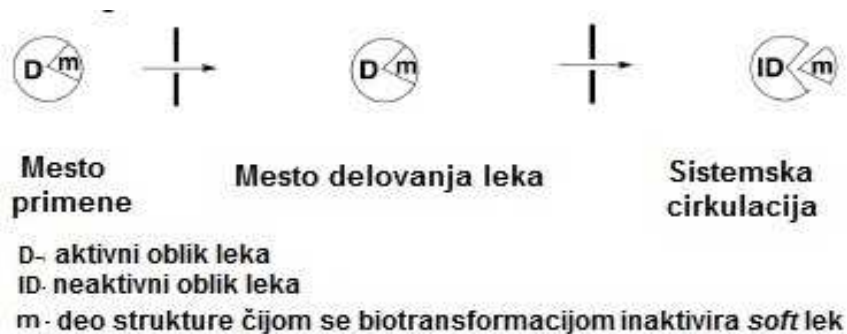 D m D m ID m
Mesto primene
Mesto delovanja leka
Sistemska cirkulacija
D- aktivni oblik leka
ID- neaktivni oblik leka
m - deo strukture čijom se biotransformacijom inaktivira soft lek